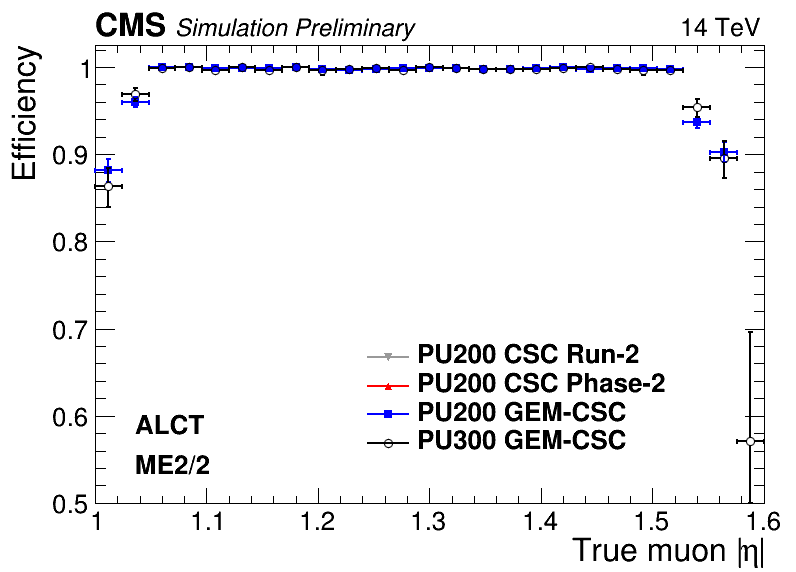 CMS Simulation Preliminary 14 TeV
Efficiency
1
0.9
0.8
0.7
0.6
0.5
PU200 CSC Run-2
PU200 CSC Phase-2
PU200 GEM-CSC
PU300 GEM-CSC
ALCT
ME2/2
1 1.1 1.2 1.3 1.4 1.5 1.6
True muon |η|